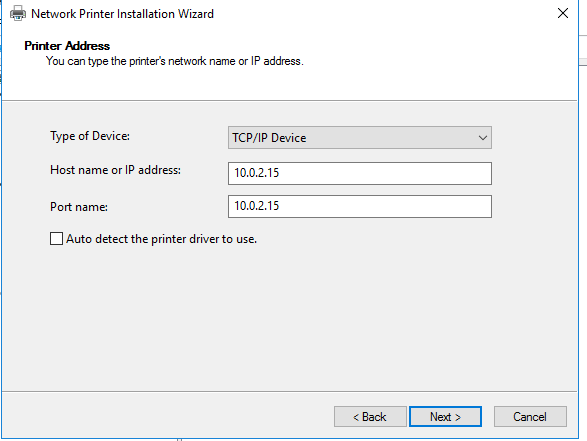 Network Printer Installation Wizard
Printer Address
You can type the printer's network name or IP address.
Type of Device:
TCP/IP Device
Host name or IP address:
10.0.2.15
Port name:
10.0.2.15
Auto detect the printer driver to use.
< Back
Next >
Cancel